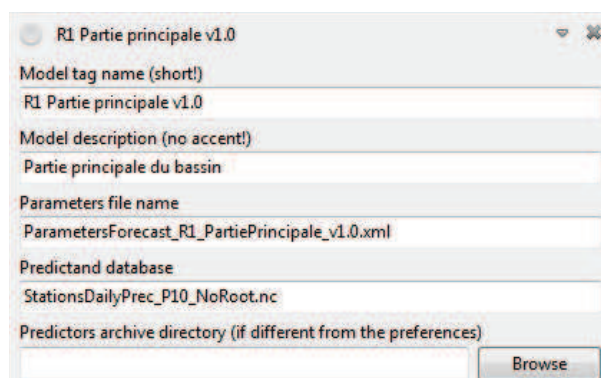 R1 Partie principale v1.0
Model tag name (short!)
R1 Partie principale v1.0
Model description (no accent!)
Partie principale du bassin
Parameters file name
ParametersForecast_R1_PartiePrincipale_v1.0.xml
Predictand database
StationsDailyPrec_P10_NoRoot.nc
Predictors archive directory (if different from the preferences)
Browse